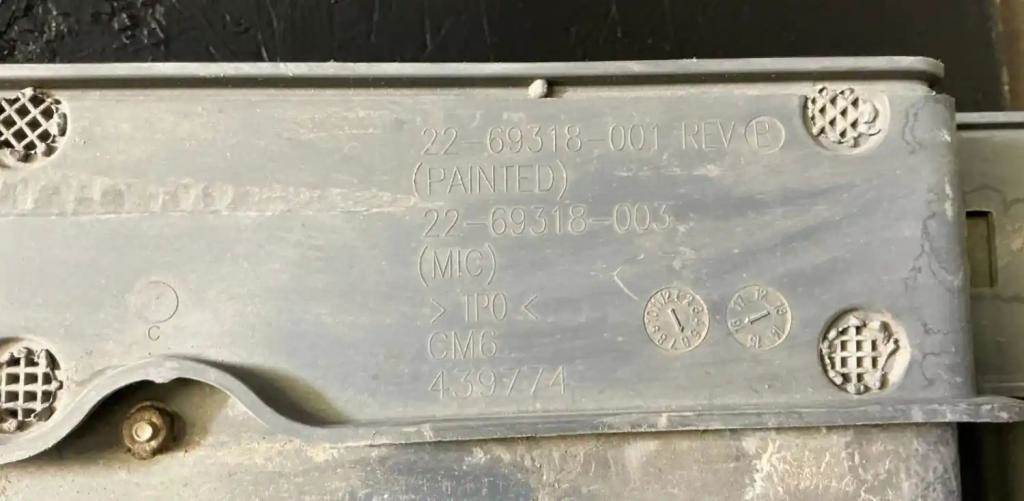 22-69318-001 REV B
(PAINTED)
22-69318-003
(MIC)
> TPO <
CM6
439774
C